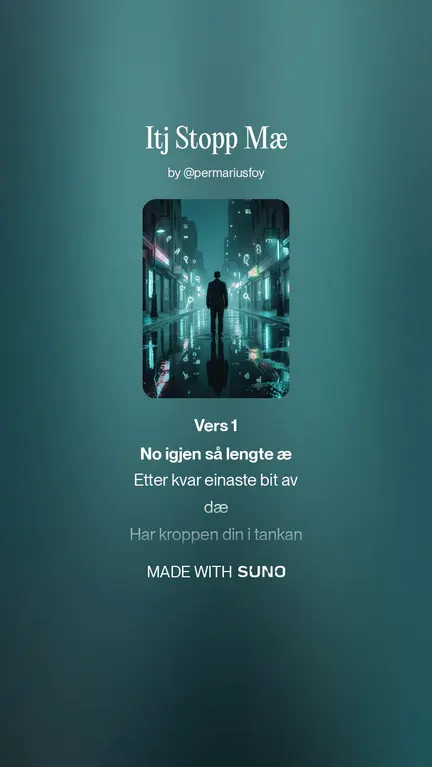 Itj Stopp Mæ
by @permariusfoy
Vers 1
No igjen så lengte æ
Etter kvar einaste bit av
dæ
Har kroppen din i tankan
MADE WITH SUNO